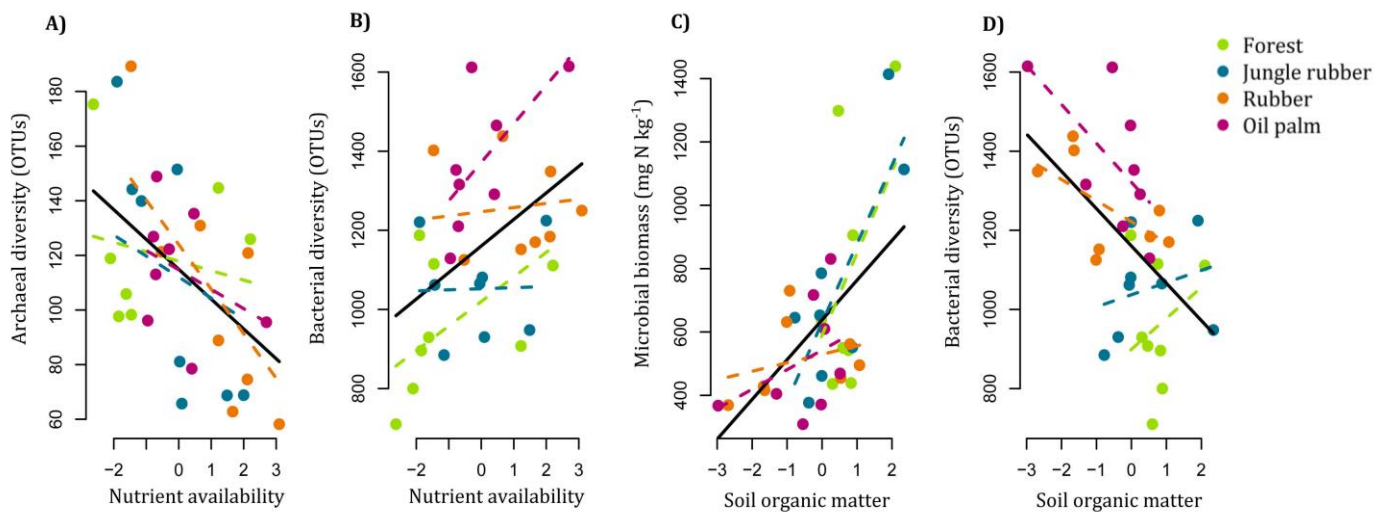 A)
Archaeal diversity (OTUs)
60 80 100 120 140 160 180
−2 0 1 2 3
Nutrient availability
B)
Bacterial diversity (OTUs)
800 1000 1200 1400 1600
−2 0 1 2 3
Nutrient availability
C)
Microbial biomass (mg N kg⁻¹)
400 600 800 1000 1200 1400
−3 −2 −1 0 1 2
Soil organic matter
D)
Bacterial diversity (OTUs)
800 1000 1200 1400 1600
−3 −2 −1 0 1 2
Soil organic matter
Forest
Jungle rubber
Rubber
Oil palm